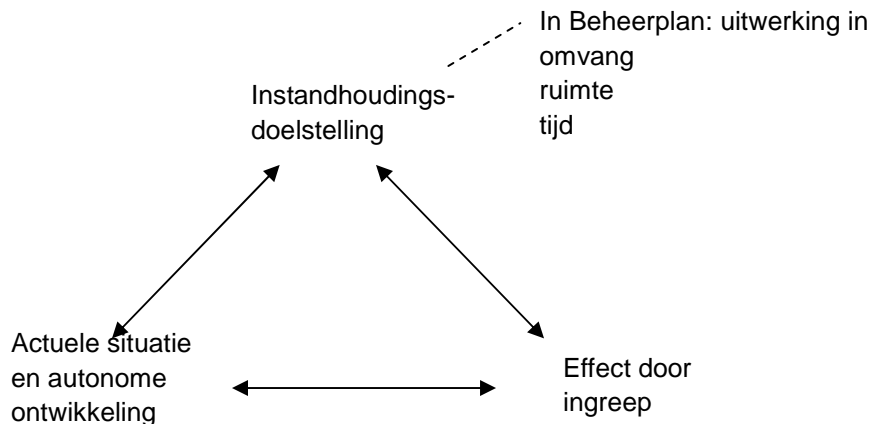 In Beheerplan: uitwerking in
omvang
ruimte
tijd
Instandhoudings-
doelstelling
Actuele situatie
en autonome
ontwikkeling
Effect door
ingreep